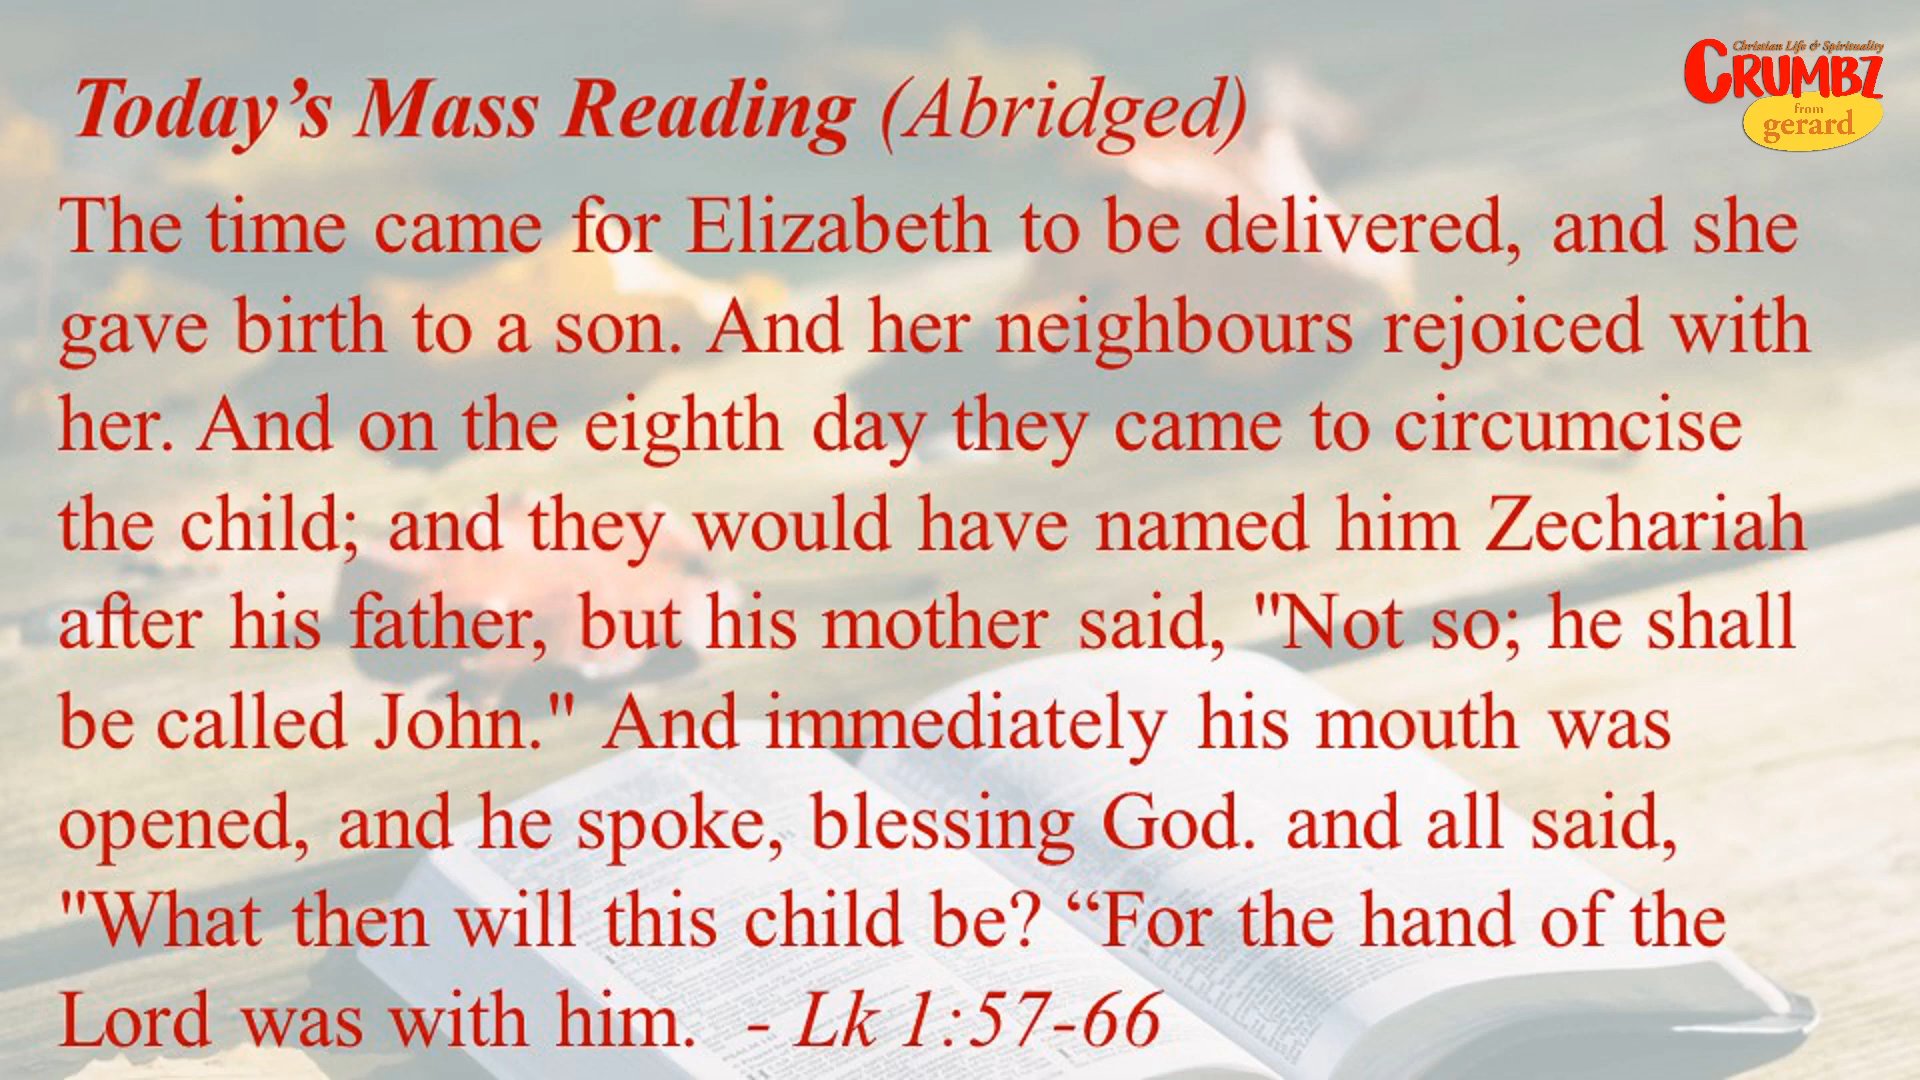 Christian Life & Spirituality
CRUMBZ
from
gerard
Today’s Mass Reading (Abridged)
The time came for Elizabeth to be delivered, and she
gave birth to a son. And her neighbours rejoiced with
her. And on the eighth day they came to circumcise
the child; and they would have named him Zechariah
after his father, but his mother said, "Not so; he shall
be called John." And immediately his mouth was
opened, and he spoke, blessing God. and all said,
"What then will this child be? “For the hand of the
Lord was with him. - Lk 1:57-66